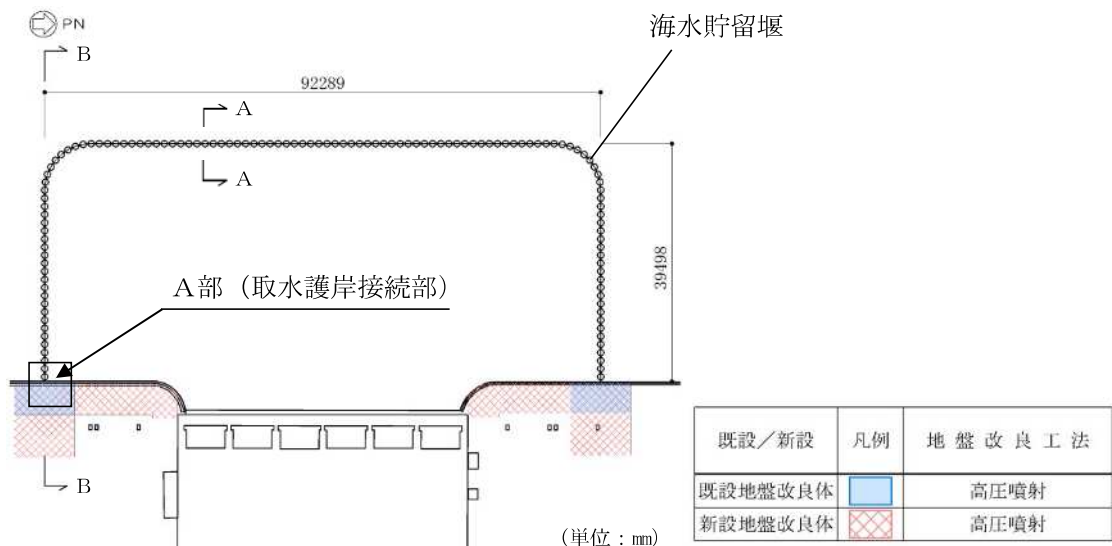 PN
B
海水貯留堰
92289
A
A
39498
A部（取水護岸接続部）
B
(単位：㎜)
既設／新設 凡例 地盤改良工法
既設地盤改良体 高圧噴射
新設地盤改良体 高圧噴射